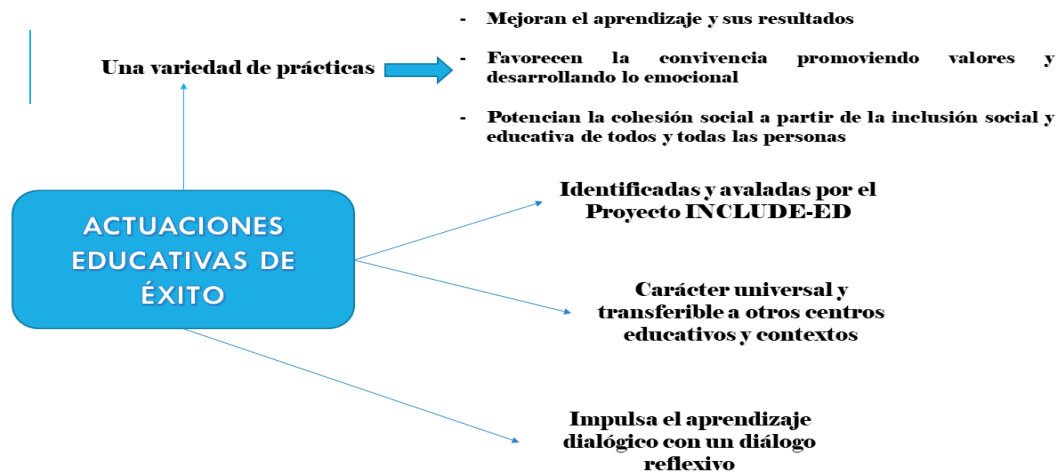 - Mejoran el aprendizaje y sus resultados
Una variedad de prácticas
- Favorecen la convivencia promoviendo valores y
desarrollando lo emocional
- Potencian la cohesión social a partir de la inclusión social y
educativa de todos y todas las personas
ACTUACIONES
EDUCATIVAS DE
ÉXITO
Identificadas y avaladas por el
Proyecto INCLUDE-ED
Carácter universal y
transferible a otros centros
educativos y contextos
Impulsa el aprendizaje
dialógico con un diálogo
reflexivo